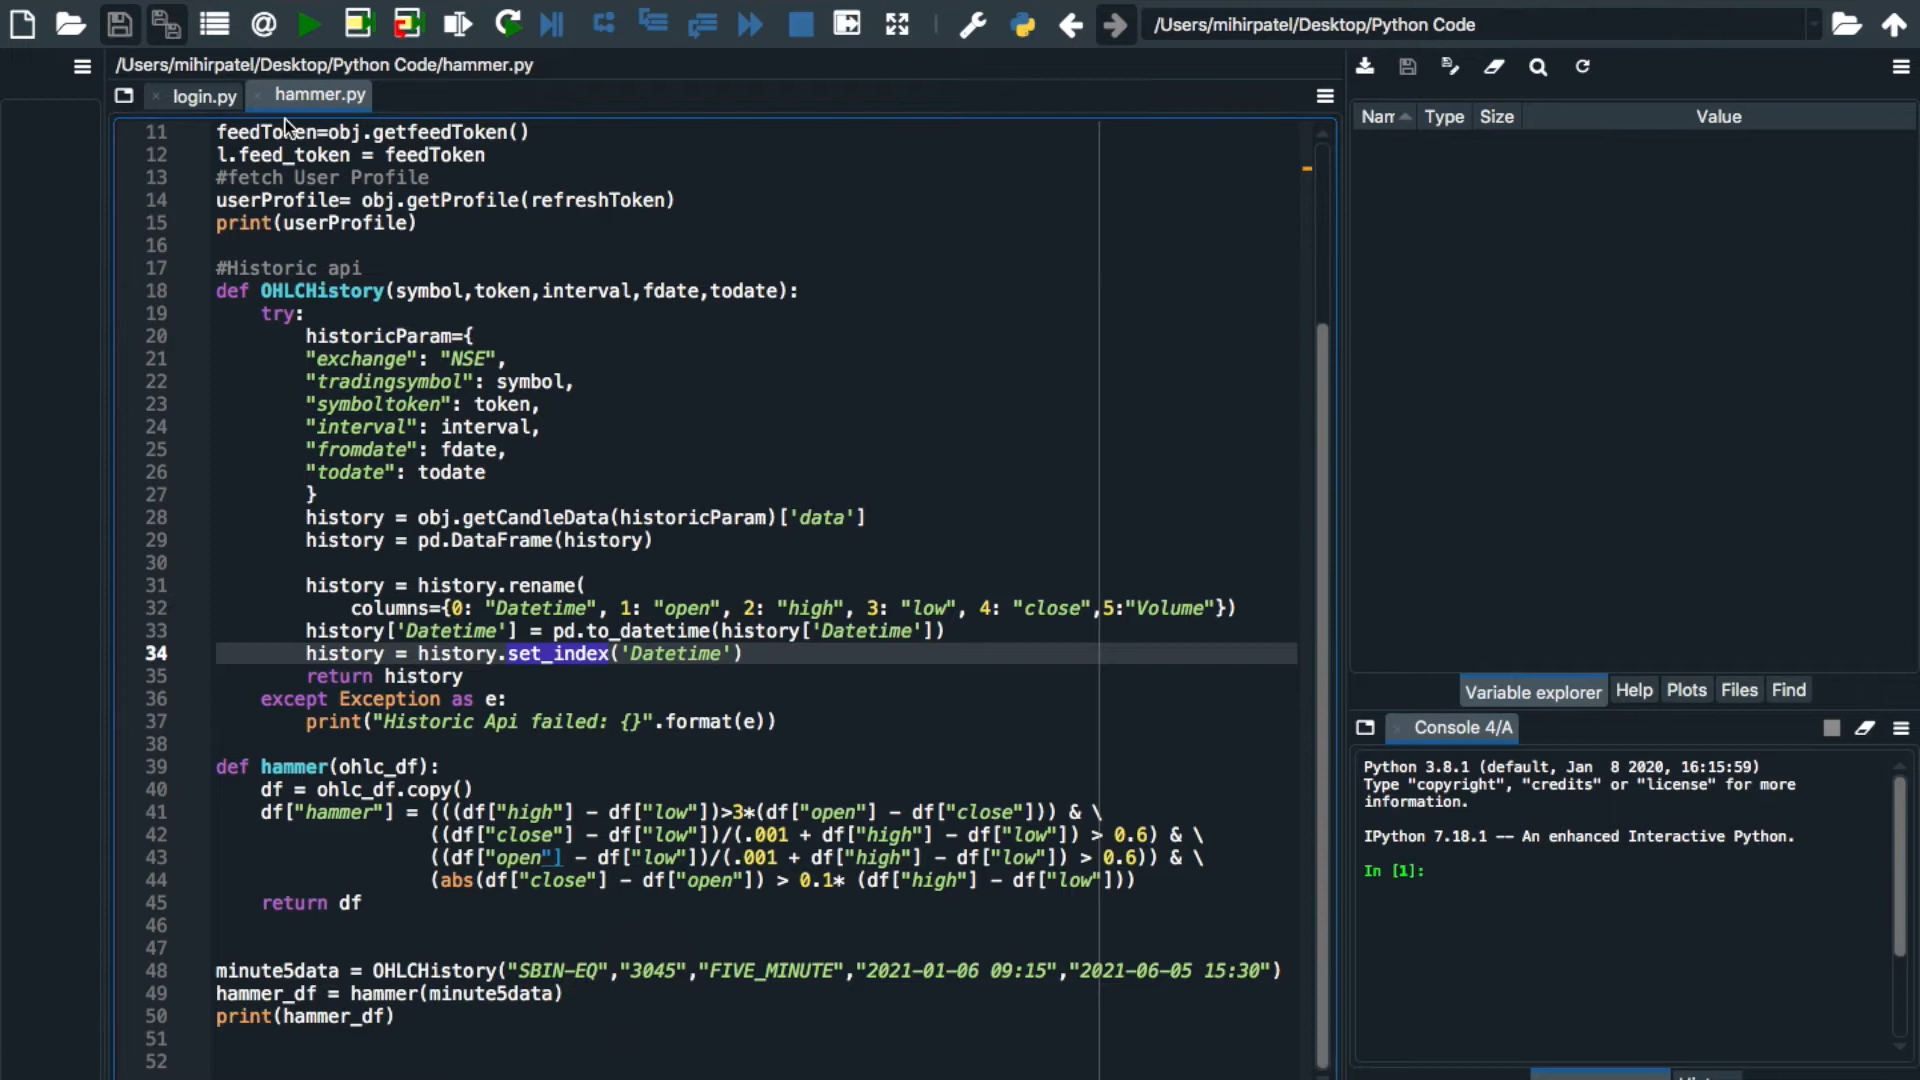 /Users/mihirpatel/Desktop/Python Code
/Users/mihirpatel/Desktop/Python Code/hammer.py
login.py
hammer.py
11 feedToken=obj.getfeedToken()
12 l.feed_token = feedToken
13 #fetch User Profile
14 userProfile= obj.getProfile(refreshToken)
15 print(userProfile)
16
17 #Historic api
18 def OHLCHistory(symbol,token,interval,fdate,todate):
19     try:
20         historicParam={
21         "exchange": "NSE",
22         "tradingsymbol": symbol,
23         "symboltoken": token,
24         "interval": interval,
25         "fromdate": fdate,
26         "todate": todate
27         }
28         history = obj.getCandleData(historicParam)['data']
29         history = pd.DataFrame(history)
30
31         history = history.rename(
32             columns={0: "Datetime", 1: "open", 2: "high", 3: "low", 4: "close",5:"Volume"})
33         history['Datetime'] = pd.to_datetime(history['Datetime'])
34         history = history.set_index('Datetime')
35         return history
36     except Exception as e:
37         print("Historic Api failed: {}".format(e))
38
39 def hammer(ohlc_df):
40     df = ohlc_df.copy()
41     df["hammer"] = (((df["high"] - df["low"])>3*(df["open"] - df["close"])) & \
42                    ((df["close"] - df["low"])/(.001 + df["high"] - df["low"]) > 0.6) & \
43                    ((df["open"] - df["low"])/(.001 + df["high"] - df["low"]) > 0.6)) & \
44                    (abs(df["close"] - df["open"]) > 0.1* (df["high"] - df["low"]))
45     return df
46
47
48 minute5data = OHLCHistory("SBIN-EQ","3045","FIVE_MINUTE","2021-01-06 09:15","2021-06-05 15:30")
49 hammer_df = hammer(minute5data)
50 print(hammer_df)
51
52
Nam Type Size Value
Variable explorer Help Plots Files Find
Console 4/A
Python 3.8.1 (default, Jan  8 2020, 16:15:59)
Type "copyright", "credits" or "license" for more
information.
IPython 7.18.1 -- An enhanced Interactive Python.
In [1]: